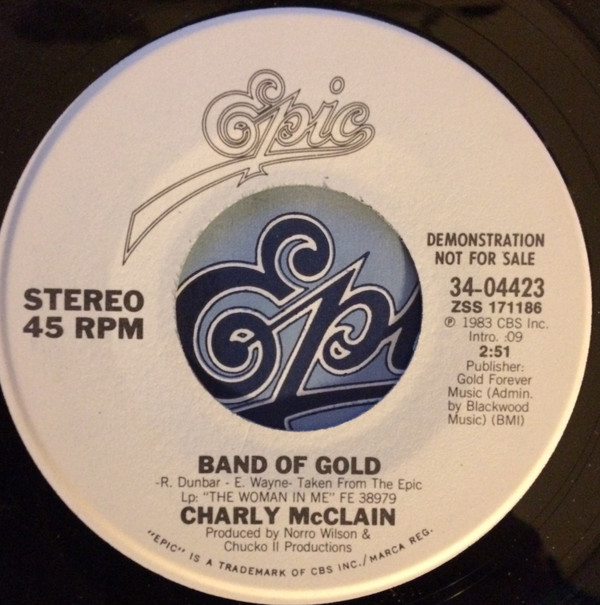 Epic
DEMONSTRATION
NOT FOR SALE
STEREO
45 RPM
34-04423
ZSS 171186
℗ 1983 CBS Inc.
Intro. :09
2:51
Publisher:
Gold Forever
Music (Admin.
by Blackwood
Music) (BMI)
Epic
BAND OF GOLD
-R. Dunbar - E. Wayne- Taken From The Epic
Lp: "THE WOMAN IN ME" FE 38979
CHARLY McCLAIN
Produced by Norro Wilson &
Chucko II Productions
"EPIC" IS A TRADEMARK OF CBS INC./MARCA REG.